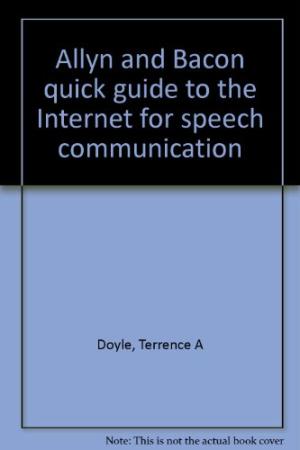 Allyn and Bacon
quick guide to the
Internet for speech
communication
Doyle, Terrence A
Note: This is not the actual book cover